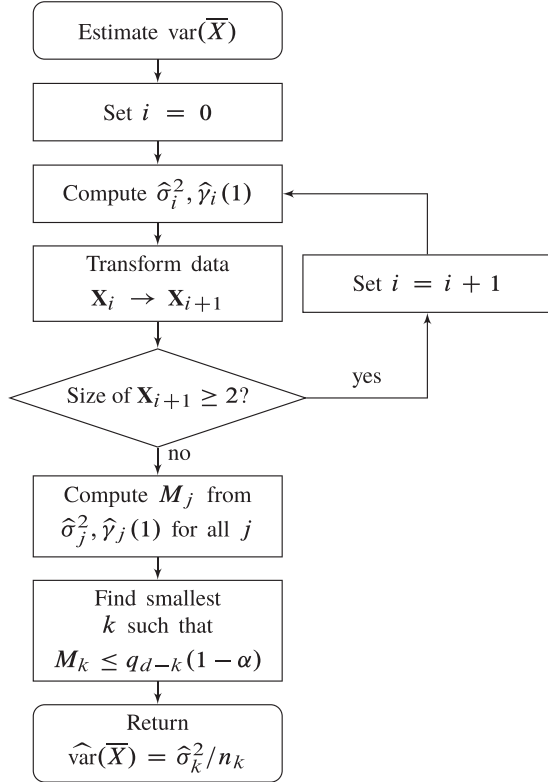 Estimate var(X̅)
Set i = 0
Compute σ̂²ᵢ, γ̂ᵢ(1)
Transform data
𝐗ᵢ → 𝐗ᵢ₊₁
Set i = i + 1
Size of 𝐗ᵢ₊₁ ≥ 2?
yes
no
Compute Mⱼ from
σ̂²ⱼ, γ̂ⱼ(1) for all j
Find smallest
k such that
Mₖ ≤ q_{d−k}(1 − α)
Return
v̂ar(X̅) = σ̂²ₖ/nₖ